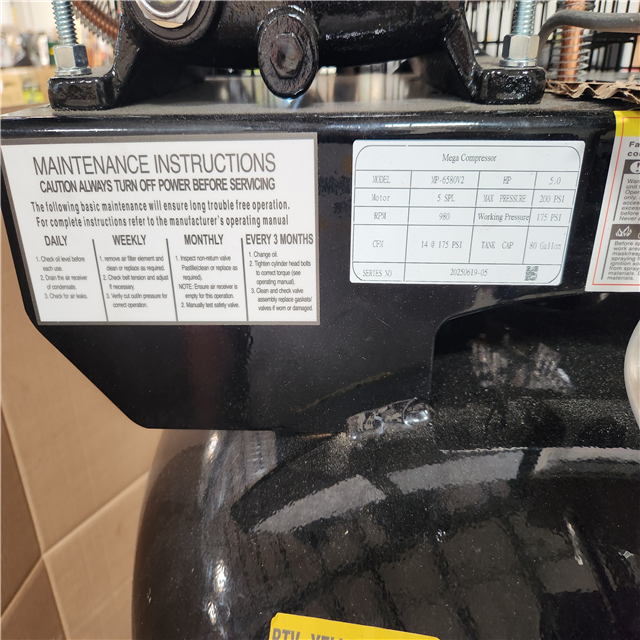 MAINTENANCE INSTRUCTIONS
CAUTION ALWAYS TURN OFF POWER BEFORE SERVICING
The following basic maintenance will ensure long trouble free operation.
For complete instructions refer to the manufacturer's operating manual
DAILY
1. Check oil level before
each use.
2. Drain the air receiver
of condensate.
3. Check for air leaks.
WEEKLY
1. remove air filter element and
clean or replace as required.
2. Check belt tension and adjust
if necessary.
3. Verify cut out/in pressure for
correct operation.
MONTHLY
1. Inspect non-return valve
Pastille(clean or replace)
as required.
NOTE: Ensure air receiver is
empty for this operation.
2. Manually test safety valve.
EVERY 3 MONTHS
1. Change oil.
2. Tighten cylinder head bolts
to correct torque (see
operating manual).
3. Clean and check valve
assembly replace gaskets/
valves if worn or damaged.
Mega Compressor
MODEL MP-6580V2 HP 5.0
Motor 5 SPL MAX PRESSURE 200 PSI
RPM 980 Working Pressure 175 PSI
CFM 14 @ 175 PSI TANK CAP 80 Gallon
SERIES NO 20250619-05